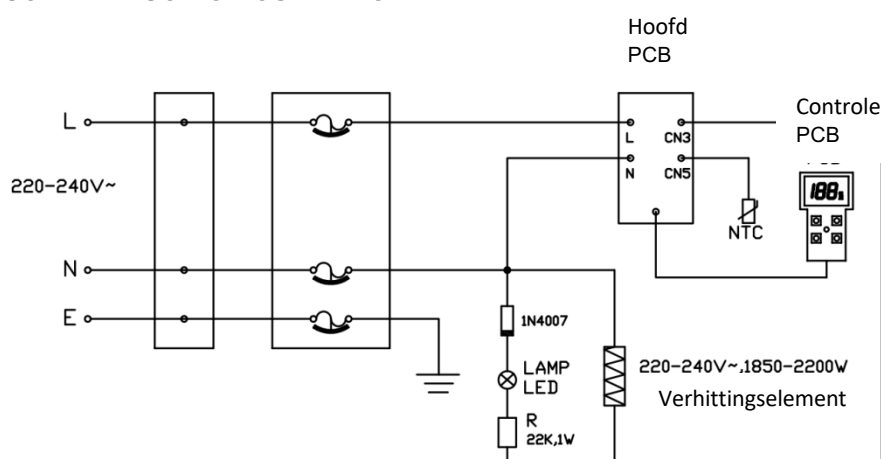 Hoofd
PCB
L
L
CN3
Controle
PCB
N
CN5
220-240V~
188
NTC
N
E
1N4007
LAMP
LED
220-240V~,1850-2200W
Verhittingselement
R
22K,1W